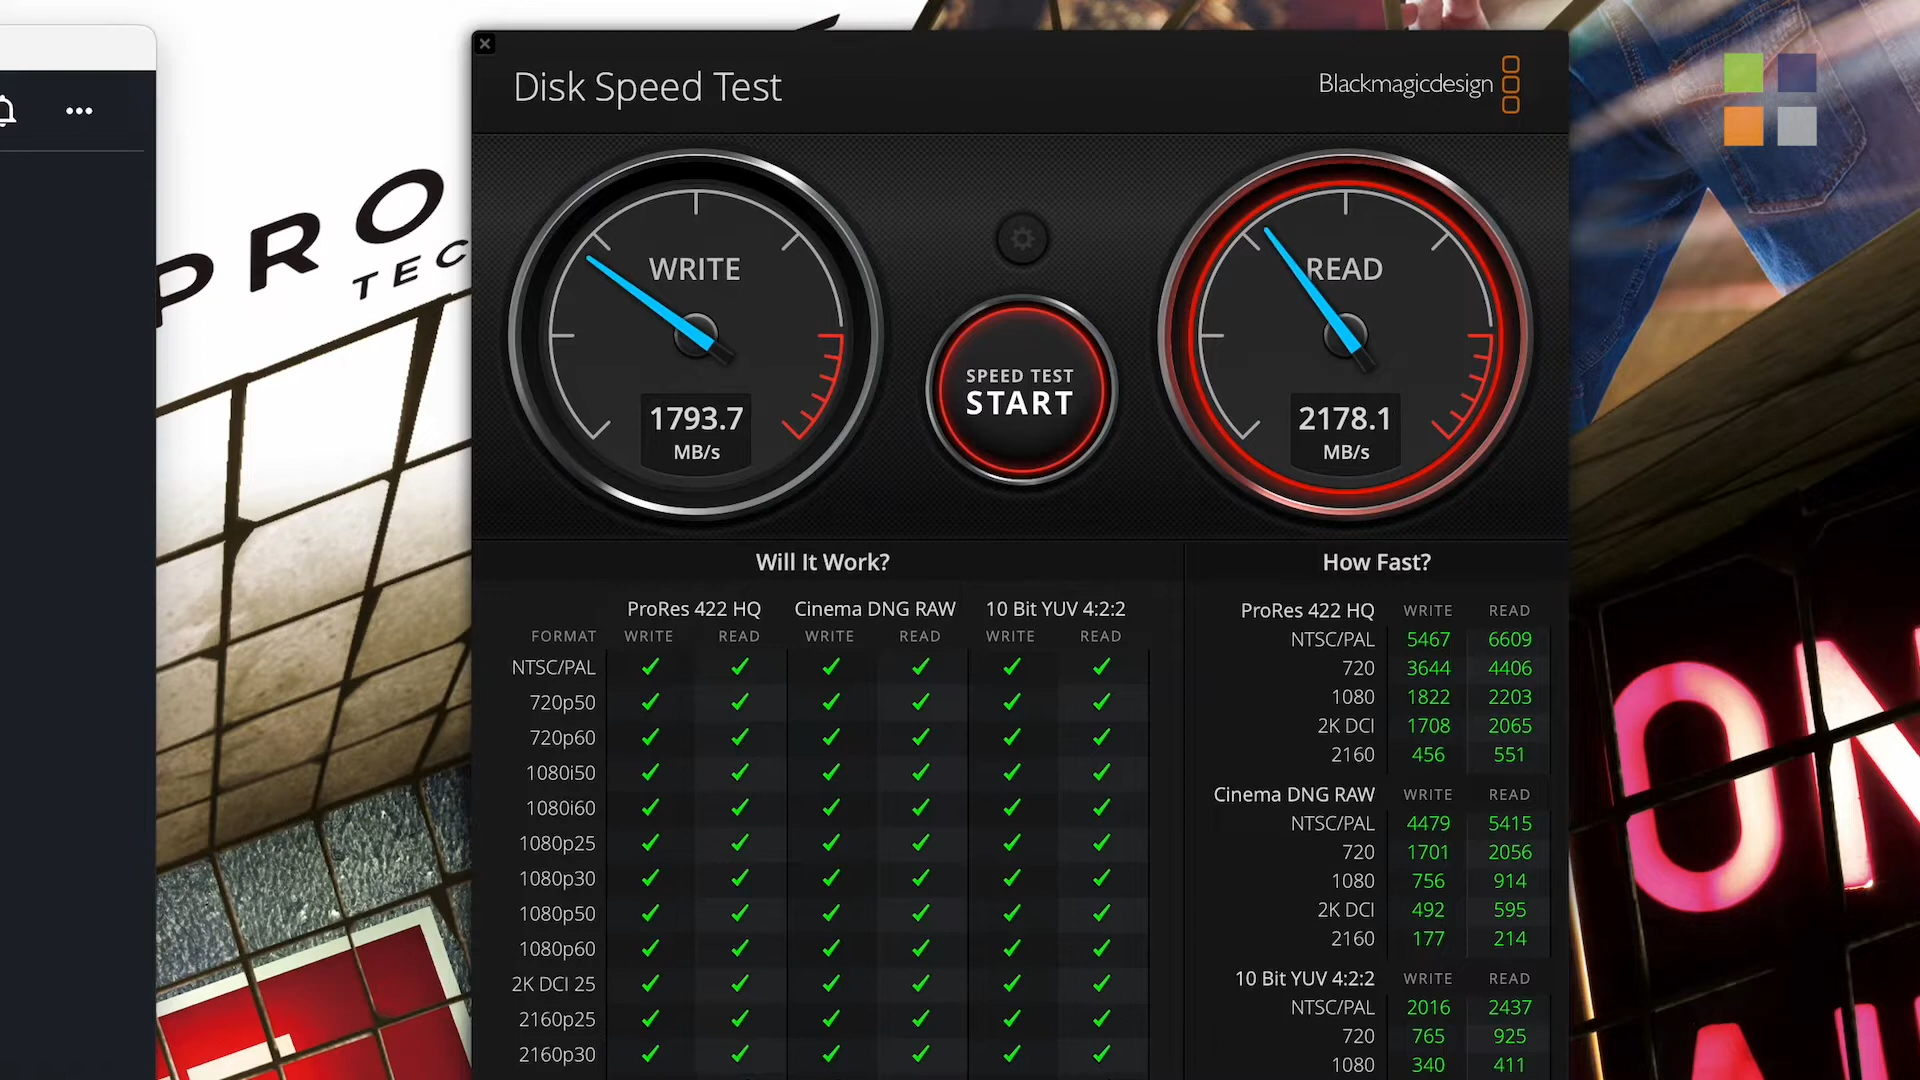 PRO
TEC
Disk Speed Test
Blackmagicdesign
WRITE
1793.7
MB/s
SPEED TEST
START
READ
2178.1
MB/s
Will It Work?
ProRes 422 HQ Cinema DNG RAW 10 Bit YUV 4:2:2
FORMAT WRITE READ WRITE READ WRITE READ
NTSC/PAL ✓ ✓ ✓ ✓ ✓ ✓
720p50 ✓ ✓ ✓ ✓ ✓ ✓
720p60 ✓ ✓ ✓ ✓ ✓ ✓
1080i50 ✓ ✓ ✓ ✓ ✓ ✓
1080i60 ✓ ✓ ✓ ✓ ✓ ✓
1080p25 ✓ ✓ ✓ ✓ ✓ ✓
1080p30 ✓ ✓ ✓ ✓ ✓ ✓
1080p50 ✓ ✓ ✓ ✓ ✓ ✓
1080p60 ✓ ✓ ✓ ✓ ✓ ✓
2K DCI 25 ✓ ✓ ✓ ✓ ✓ ✓
2160p25 ✓ ✓ ✓ ✓ ✓ ✓
2160p30 ✓ ✓ ✓ ✓ ✓ ✓
How Fast?
ProRes 422 HQ WRITE READ
NTSC/PAL 5467 6609
720 3644 4406
1080 1822 2203
2K DCI 1708 2065
2160 456 551
Cinema DNG RAW WRITE READ
NTSC/PAL 4479 5415
720 1701 2056
1080 756 914
2K DCI 492 595
2160 177 214
10 Bit YUV 4:2:2 WRITE READ
NTSC/PAL 2016 2437
720 765 925
1080 340 411
ON